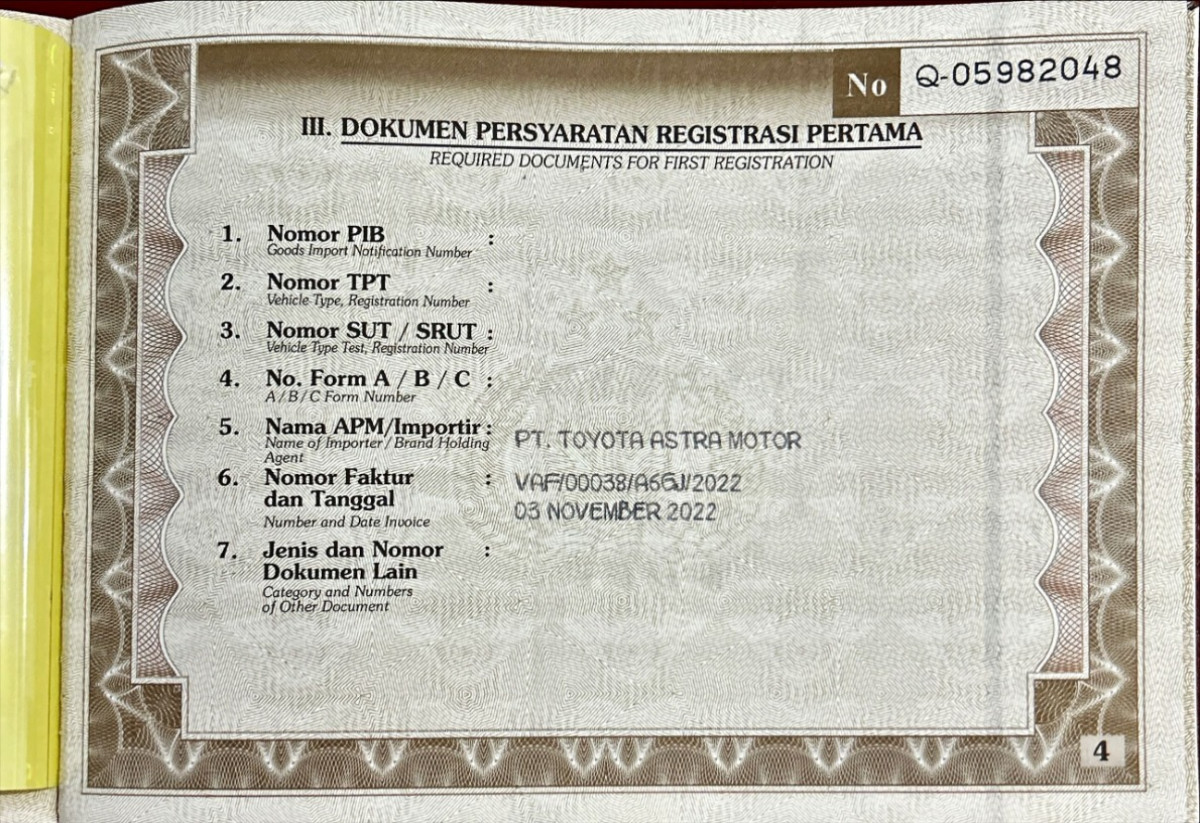 No Q-05982048
III. DOKUMEN PERSYARATAN REGISTRASI PERTAMA
REQUIRED DOCUMENTS FOR FIRST REGISTRATION
1. Nomor PIB :
Goods Import Notification Number
2. Nomor TPT :
Vehicle Type, Registration Number
3. Nomor SUT / SRUT :
Vehicle Type Test, Registration Number
4. No. Form A / B / C :
A / B / C Form Number
5. Nama APM/Importir : PT. TOYOTA ASTRA MOTOR
Name of Importer / Brand Holding
Agent
6. Nomor Faktur : VAF/00038/A66J/2022
dan Tanggal 03 NOVEMBER 2022
Number and Date Invoice
7. Jenis dan Nomor :
Dokumen Lain
Category and Numbers
of Other Document
4